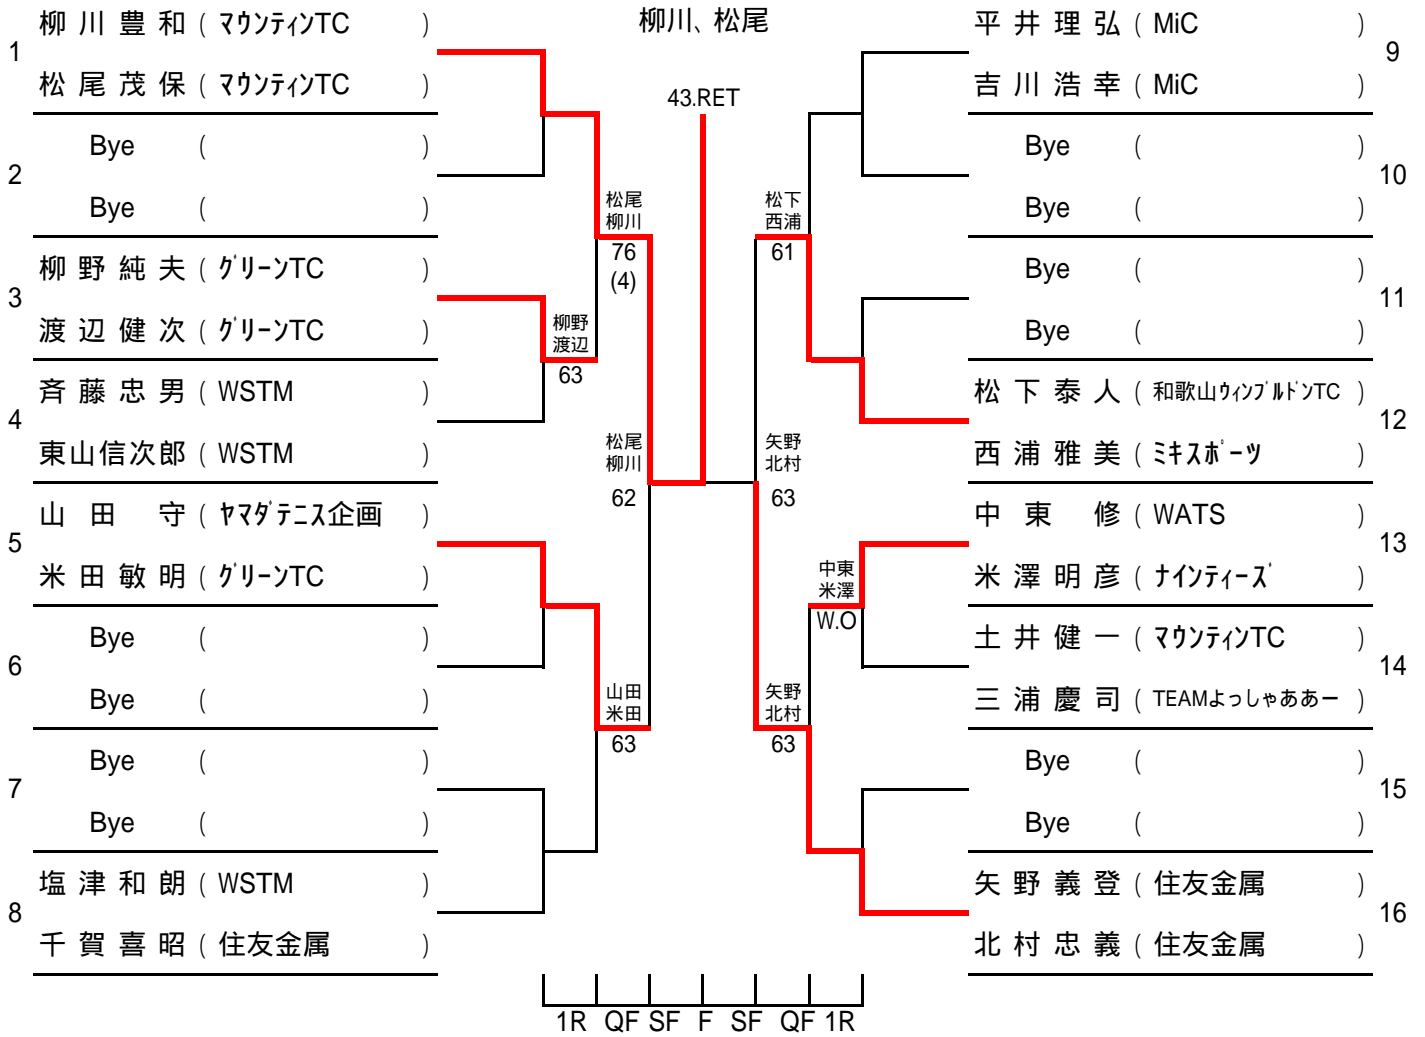 柳川、松尾
43.RET
1
柳川豊和 ( ﾏｳﾝﾃｨﾝTC )
松尾茂保 ( ﾏｳﾝﾃｨﾝTC )
2
Bye ( )
Bye ( )
3
柳野純夫 ( ｸﾞﾘｰﾝTC )
渡辺健次 ( ｸﾞﾘｰﾝTC )
4
斉藤忠男 ( WSTM )
東山信次郎 ( WSTM )
5
山田 守 ( ﾔﾏﾀﾞﾃﾆｽ企画 )
米田敏明 ( ｸﾞﾘｰﾝTC )
6
Bye ( )
Bye ( )
7
Bye ( )
Bye ( )
8
塩津和朗 ( WSTM )
千賀喜昭 ( 住友金属 )
柳野
渡辺
63
松尾
柳川
76
(4)
山田
米田
63
松尾
柳川
62
松下
西浦
61
矢野
北村
63
中東
米澤
W.O
矢野
北村
63
平井理弘 ( MiC )
吉川浩幸 ( MiC )
9
Bye ( )
Bye ( )
10
Bye ( )
Bye ( )
11
松下泰人 ( 和歌山ｳｨﾝﾌﾞﾙﾄﾞﾝTC )
西浦雅美 ( ﾐｷｽﾎﾟｰﾂ )
12
中東 修 ( WATS )
米澤明彦 ( ﾅｲﾝﾃｨｰｽﾞ )
13
土井健一 ( ﾏｳﾝﾃｨﾝTC )
三浦慶司 ( TEAMよっしゃああー )
14
Bye ( )
Bye ( )
15
矢野義登 ( 住友金属 )
北村忠義 ( 住友金属 )
16
1R QF SF F SF QF 1R